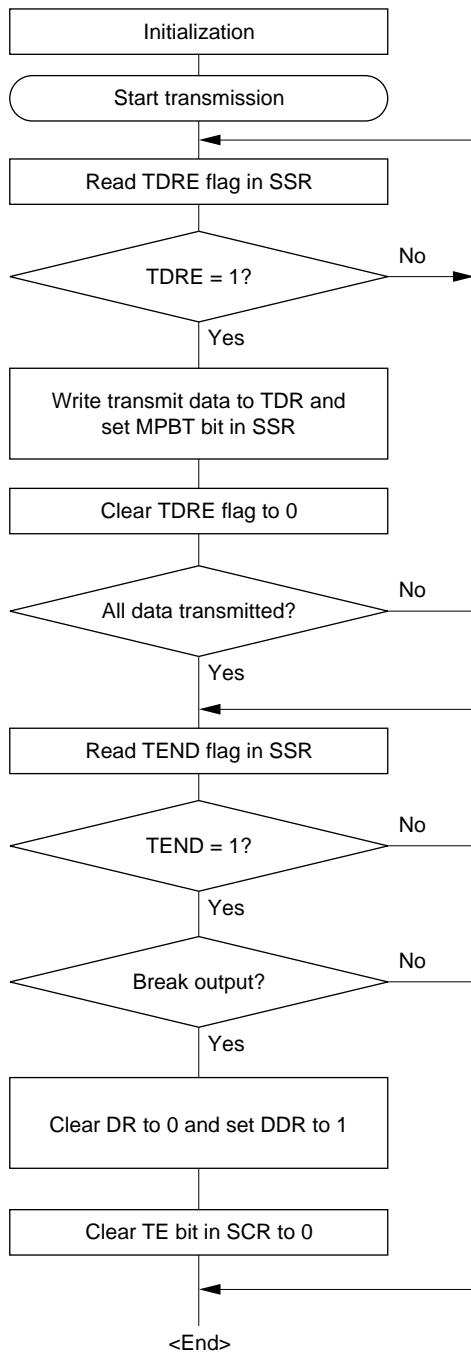 Initialization
Start transmission
Read TDRE flag in SSR
TDRE = 1?
No
Yes
Write transmit data to TDR and
set MPBT bit in SSR
Clear TDRE flag to 0
All data transmitted?
No
Yes
Read TEND flag in SSR
TEND = 1?
No
Yes
Break output?
No
Yes
Clear DR to 0 and set DDR to 1
Clear TE bit in SCR to 0
<End>